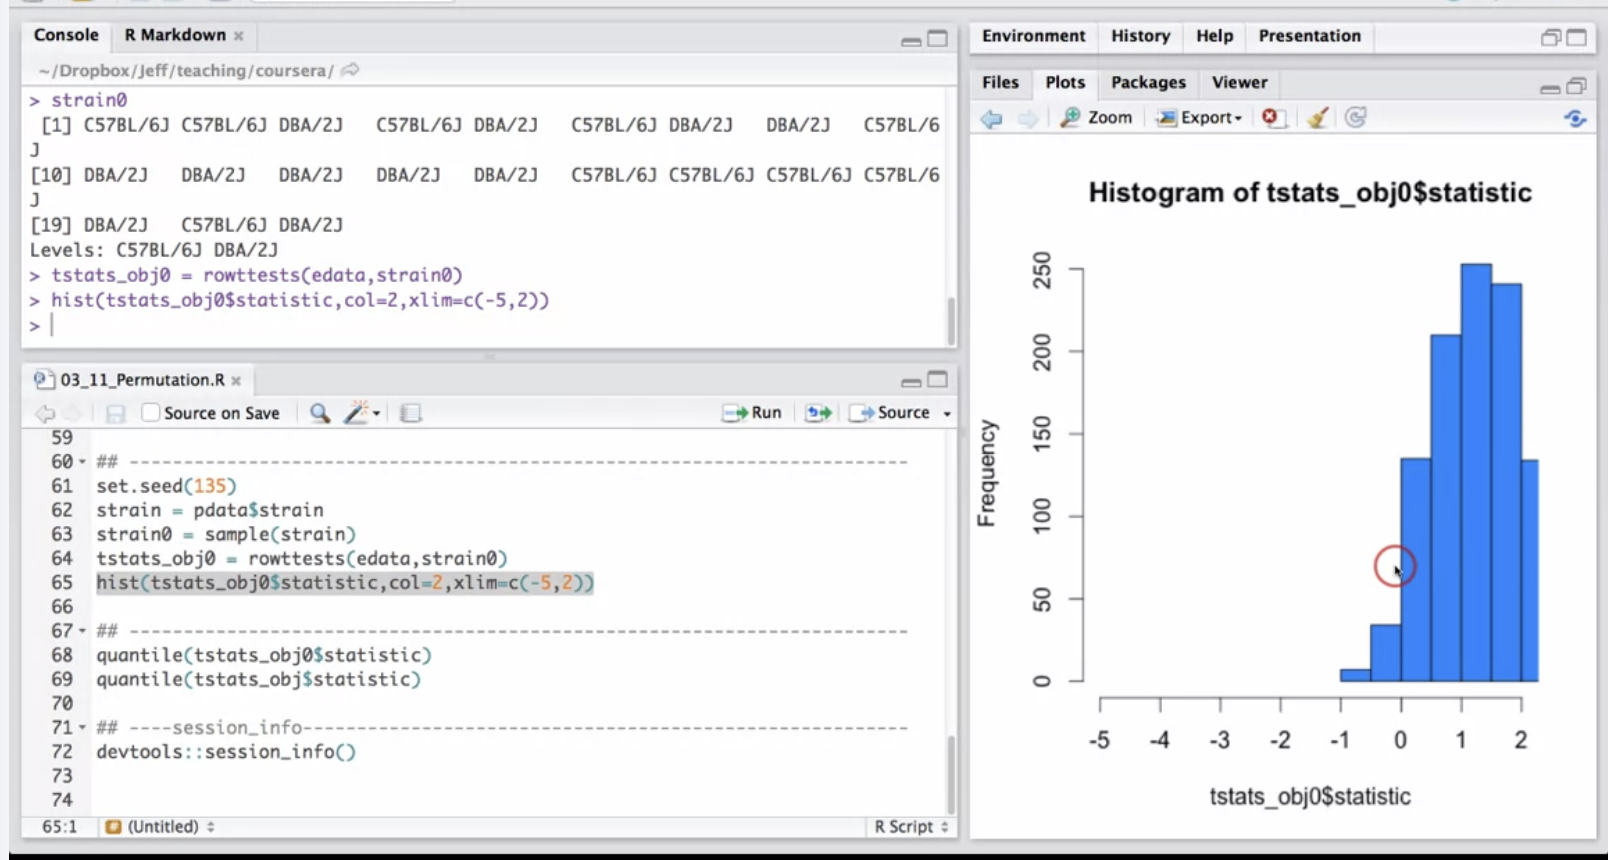 Console R Markdown
~/Dropbox/Jeff/teaching/coursera/
> strain0
[1] C57BL/6J C57BL/6J DBA/2J C57BL/6J DBA/2J C57BL/6J DBA/2J DBA/2J C57BL/6
J
[10] DBA/2J DBA/2J DBA/2J DBA/2J DBA/2J C57BL/6J C57BL/6J C57BL/6J C57BL/6
J
[19] DBA/2J C57BL/6J DBA/2J
Levels: C57BL/6J DBA/2J
> tstats_obj0 = rowttests(edata,strain0)
> hist(tstats_obj0$statistic,col=2,xlim=c(-5,2))
>
03_11_Permutation.R
Source on Save Run Source
59
60 ## ----------------------------------------------------------------------
61 set.seed(135)
62 strain = pdata$strain
63 strain0 = sample(strain)
64 tstats_obj0 = rowttests(edata,strain0)
65 hist(tstats_obj0$statistic,col=2,xlim=c(-5,2))
66
67 ## ----------------------------------------------------------------------
68 quantile(tstats_obj0$statistic)
69 quantile(tstats_obj$statistic)
70
71 ## ----session_info-------------------------------------------------------
72 devtools::session_info()
73
74
65:1 (Untitled) R Script
Environment History Help Presentation
Files Plots Packages Viewer
Zoom Export
Histogram of tstats_obj0$statistic
Frequency
250
200
150
100
50
0
-5 -4 -3 -2 -1 0 1 2
tstats_obj0$statistic